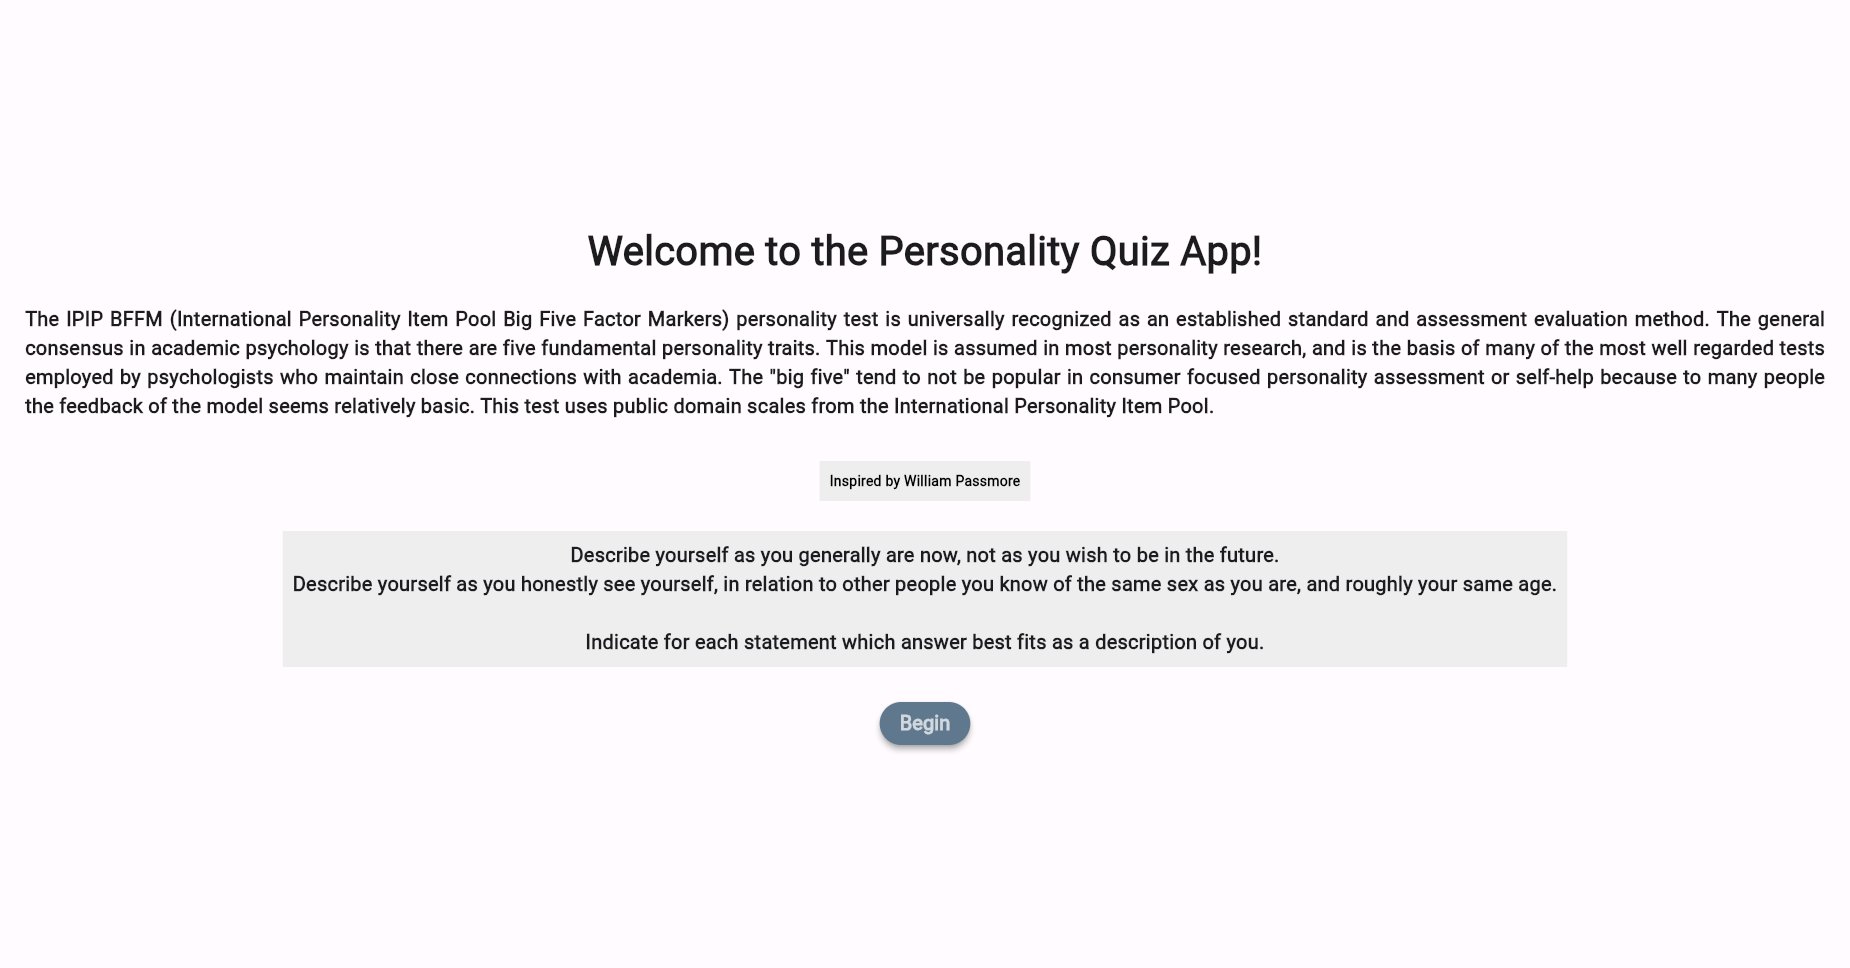 Welcome to the Personality Quiz App!
The IPIP BFFM (International Personality Item Pool Big Five Factor Markers) personality test is universally recognized as an established standard and assessment evaluation method. The general
consensus in academic psychology is that there are five fundamental personality traits. This model is assumed in most personality research, and is the basis of many of the most well regarded tests
employed by psychologists who maintain close connections with academia. The "big five" tend to not be popular in consumer focused personality assessment or self-help because to many people
the feedback of the model seems relatively basic. This test uses public domain scales from the International Personality Item Pool.
Inspired by William Passmore
Describe yourself as you generally are now, not as you wish to be in the future.
Describe yourself as you honestly see yourself, in relation to other people you know of the same sex as you are, and roughly your same age.
Indicate for each statement which answer best fits as a description of you.
Begin